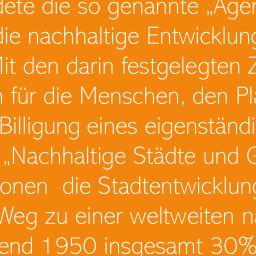 dete die so genannte „Agen
die nachhaltige Entwicklung
Mit den darin festgelegten Z
n für die Menschen, den Pla
Billigung eines eigenständi
„Nachhaltige Städte und G
ionen die Stadtentwicklung
Weg zu einer weltweiten na
end 1950 insgesamt 30%